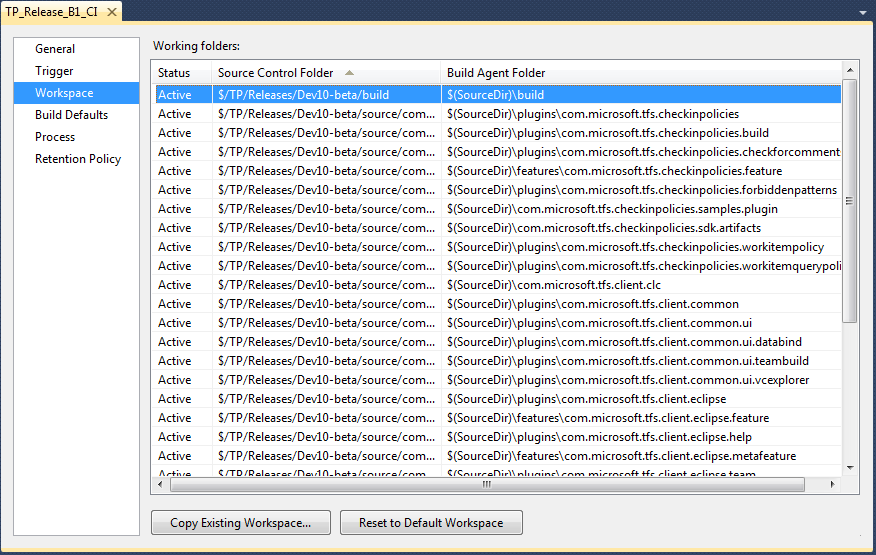 TP_Release_B1_CI
General
Trigger
Workspace
Build Defaults
Process
Retention Policy
Working folders:
Status Source Control Folder Build Agent Folder
Active $/TP/Releases/Dev10-beta/build $(SourceDir)\build
Active $/TP/Releases/Dev10-beta/source/com... $(SourceDir)\plugins\com.microsoft.tfs.checkinpolicies
Active $/TP/Releases/Dev10-beta/source/com... $(SourceDir)\plugins\com.microsoft.tfs.checkinpolicies.build
Active $/TP/Releases/Dev10-beta/source/com... $(SourceDir)\plugins\com.microsoft.tfs.checkinpolicies.checkforcomment
Active $/TP/Releases/Dev10-beta/source/com... $(SourceDir)\features\com.microsoft.tfs.checkinpolicies.feature
Active $/TP/Releases/Dev10-beta/source/com... $(SourceDir)\plugins\com.microsoft.tfs.checkinpolicies.forbiddenpatterns
Active $/TP/Releases/Dev10-beta/source/com... $(SourceDir)\com.microsoft.tfs.checkinpolicies.samples.plugin
Active $/TP/Releases/Dev10-beta/source/com... $(SourceDir)\com.microsoft.tfs.checkinpolicies.sdk.artifacts
Active $/TP/Releases/Dev10-beta/source/com... $(SourceDir)\plugins\com.microsoft.tfs.checkinpolicies.workitempolicy
Active $/TP/Releases/Dev10-beta/source/com... $(SourceDir)\plugins\com.microsoft.tfs.checkinpolicies.workitemquerypoli
Active $/TP/Releases/Dev10-beta/source/com... $(SourceDir)\com.microsoft.tfs.client.clc
Active $/TP/Releases/Dev10-beta/source/com... $(SourceDir)\plugins\com.microsoft.tfs.client.common
Active $/TP/Releases/Dev10-beta/source/com... $(SourceDir)\plugins\com.microsoft.tfs.client.common.ui
Active $/TP/Releases/Dev10-beta/source/com... $(SourceDir)\plugins\com.microsoft.tfs.client.common.ui.databind
Active $/TP/Releases/Dev10-beta/source/com... $(SourceDir)\plugins\com.microsoft.tfs.client.common.ui.teambuild
Active $/TP/Releases/Dev10-beta/source/com... $(SourceDir)\plugins\com.microsoft.tfs.client.common.ui.vcexplorer
Active $/TP/Releases/Dev10-beta/source/com... $(SourceDir)\plugins\com.microsoft.tfs.client.eclipse
Active $/TP/Releases/Dev10-beta/source/com... $(SourceDir)\features\com.microsoft.tfs.client.eclipse.feature
Active $/TP/Releases/Dev10-beta/source/com... $(SourceDir)\plugins\com.microsoft.tfs.client.eclipse.help
Active $/TP/Releases/Dev10-beta/source/com... $(SourceDir)\features\com.microsoft.tfs.client.eclipse.metafeature
Active $/TP/Releases/Dev10-beta/source/com... $(SourceDir)\plugins\com.microsoft.tfs.client.eclipse.team
Copy Existing Workspace... Reset to Default Workspace